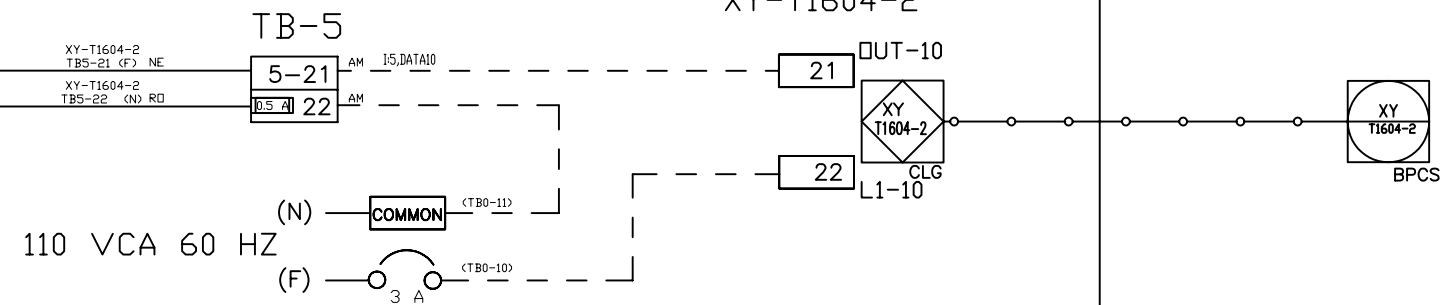 XY-T1604-2
TB-5
XY-T1604-2
TB5-21 (F) NE
5-21
AM
I:5,DATA10
21
OUT-10
XY-T1604-2
TB5-22 (N) RO
0.5 A
22
AM
XY
T1604-2
CLG
XY
T1604-2
BPCS
22
L1-10
(N)
COMMON
(TB0-11)
110 VCA 60 HZ
(F)
3 A
(TB0-10)